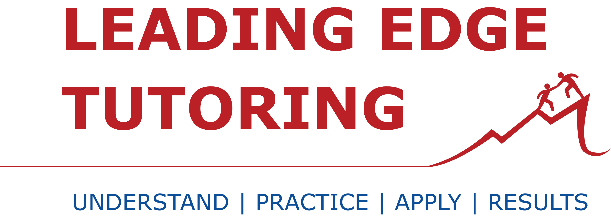 LEADING EDGE
TUTORING
UNDERSTAND | PRACTICE | APPLY | RESULTS